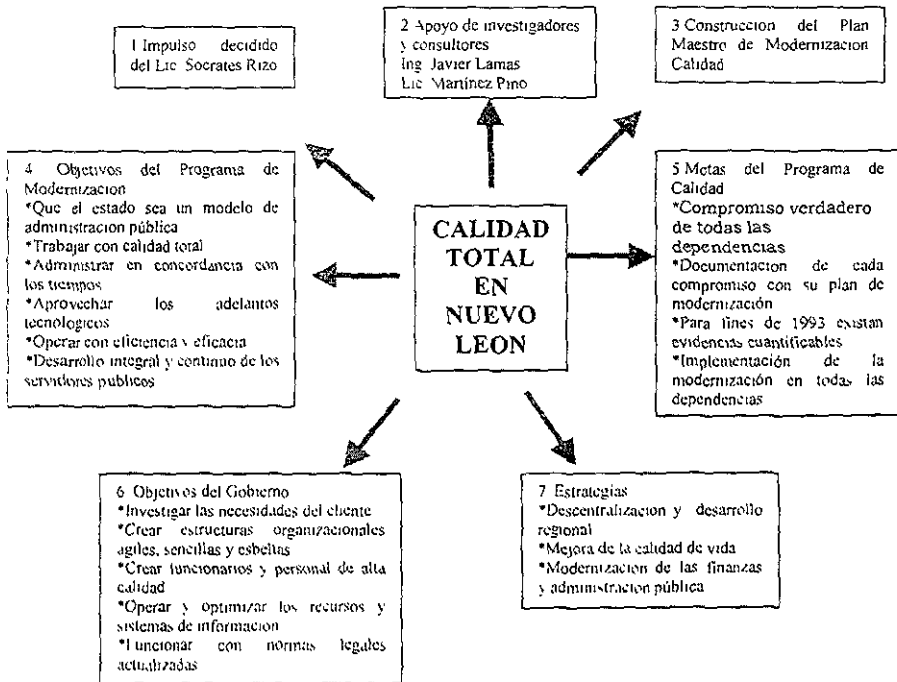 1 Impulso decidido
del Lic Socrates Rizo
2 Apoyo de investigadores
y consultores
Ing Javier Lamas
Lic Martínez Pino
3 Construccion del Plan
Maestro de Modernizacion
Calidad
4 Objetivos del Programa de
Modernizacion
*Que el estado sea un modelo de
administracion pública
*Trabajar con calidad total
*Administrar en concordancia con
los tiempos
*Aprovechar los adelantos
tecnologicos
*Operar con eficiencia y eficacia
*Desarrollo integral y continuo de los
servidores publicos
CALIDAD
TOTAL
EN
NUEVO
LEON
5 Metas del Programa de
Calidad
*Compromiso verdadero
de todas las
dependencias
*Documentacion de cada
compromiso con su plan de
modernización
*Para fines de 1993 existan
evidencias cuantificables
*Implementación de la
modernización en todas las
dependencias
6 Objetivos del Gobierno
*Investigar las necesidades del cliente
*Crear estructuras organizacionales
agiles, sencillas y esbeltas
*Crear funcionarios y personal de alta
calidad
*Operar y optimizar los recursos y
sistemas de informacion
*Funcionar con normas legales
actualizadas
7 Estrategias
*Descentralizacion y desarrollo
regional
*Mejora de la calidad de vida
*Modernizacion de las finanzas
y administracion pública